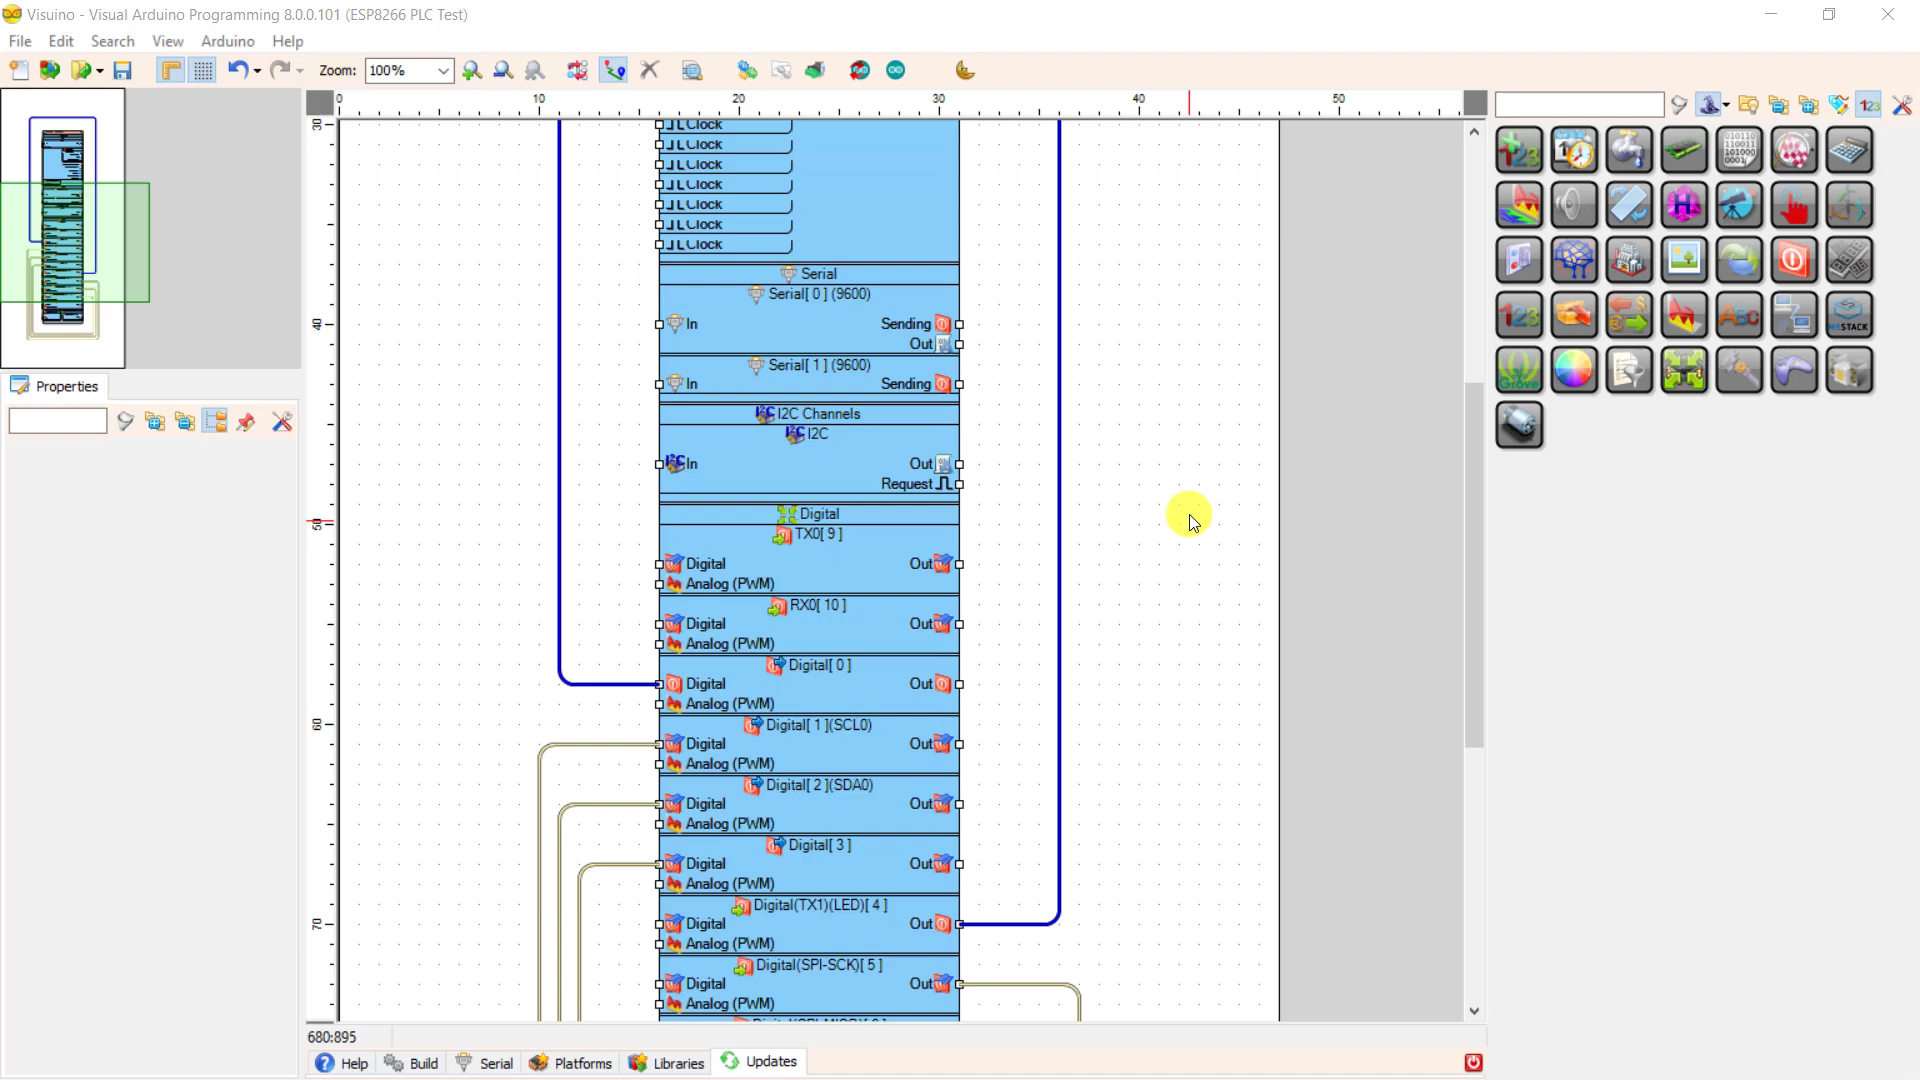 Visuino - Visual Arduino Programming 8.0.0.101 (ESP8266 PLC Test)
File Edit Search View Arduino Help
Zoom: 100%
0 10 20 30 40 50
30
40
50
60
70
Clock
Clock
Clock
Clock
Clock
Clock
Clock
Serial
Serial[ 0 ] (9600)
In Sending
Out
Serial[ 1 ] (9600)
In Sending
I2C Channels
I2C
In Out
Request
Digital
TX0[ 9 ]
Digital Out
Analog (PWM)
RX0[ 10 ]
Digital Out
Analog (PWM)
Digital[ 0 ]
Digital Out
Analog (PWM)
Digital[ 1 ](SCL0)
Digital Out
Analog (PWM)
Digital[ 2 ](SDA0)
Digital Out
Analog (PWM)
Digital[ 3 ]
Digital Out
Analog (PWM)
Digital(TX1)(LED)[ 4 ]
Digital Out
Analog (PWM)
Digital(SPI-SCK)[ 5 ]
Digital Out
Analog (PWM)
Properties
123
123
H
123
ABC
M5STACK
Grove
680:895
Help Build Serial Platforms Libraries Updates